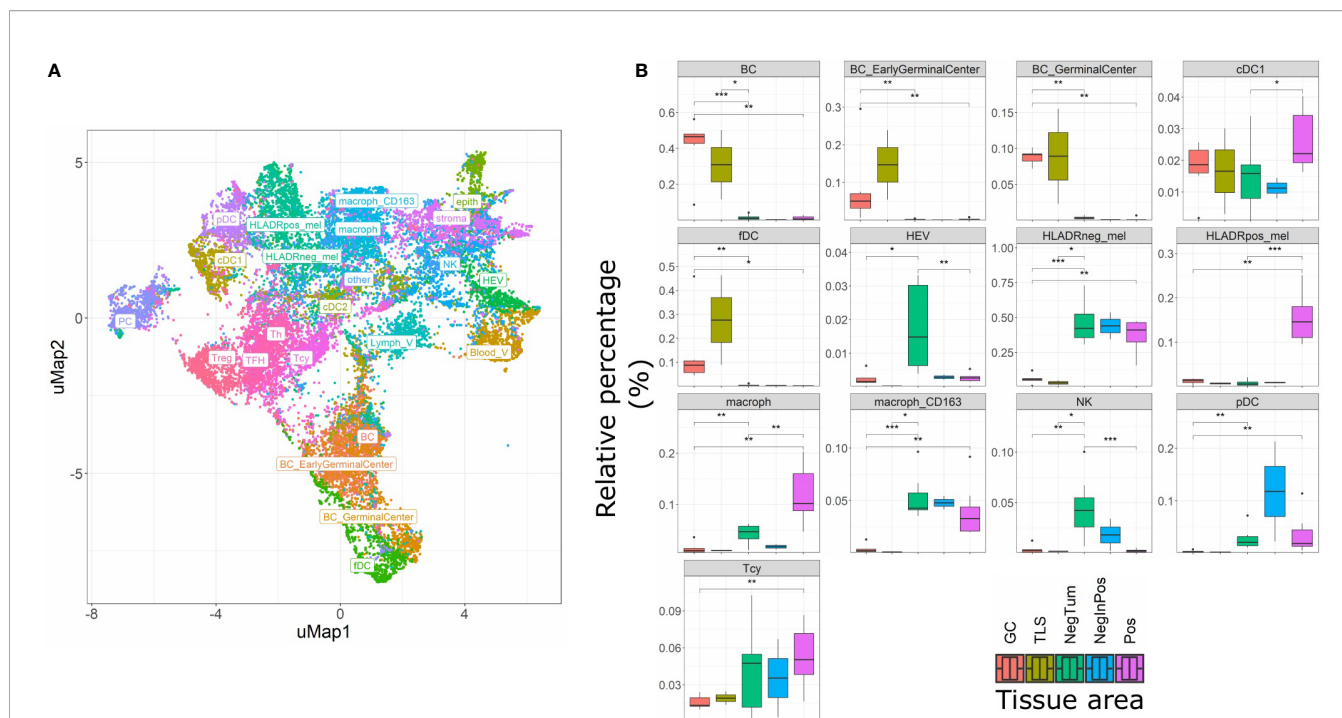 A
B
5
0
-5
-8
-4
0
4
uMap2
uMap1
pDC
HLADRpos_mel
macroph_CD163
macroph
stroma
epith
cDC1
HLADRneg_mel
NK
other
HEV
PC
cDC2
Th
Lymph_V
Blood_V
Treg
TFH
Tcy
BC
BC_EarlyGerminalCenter
BC_GerminalCenter
fDC
Relative percentage
(%)
BC
*
***
**
0.6
0.4
0.2
BC_EarlyGerminalCenter
**
**
0.3
0.2
0.1
BC_GerminalCenter
**
**
0.15
0.10
0.05
cDC1
*
0.04
0.03
0.02
0.01
fDC
**
*
0.5
0.4
0.3
0.2
0.1
HEV
*
**
0.04
0.03
0.02
0.01
HLADRneg_mel
*
***
**
**
1.00
0.75
0.50
0.25
HLADRpos_mel
***
**
0.3
0.2
0.1
macroph
**
**
**
0.2
0.1
macroph_CD163
*
***
**
0.10
0.05
NK
*
**
***
0.10
0.05
pDC
**
**
0.2
0.1
Tcy
**
0.09
0.06
0.03
GC
TLS
NegTum
NegInPos
Pos
Tissue area